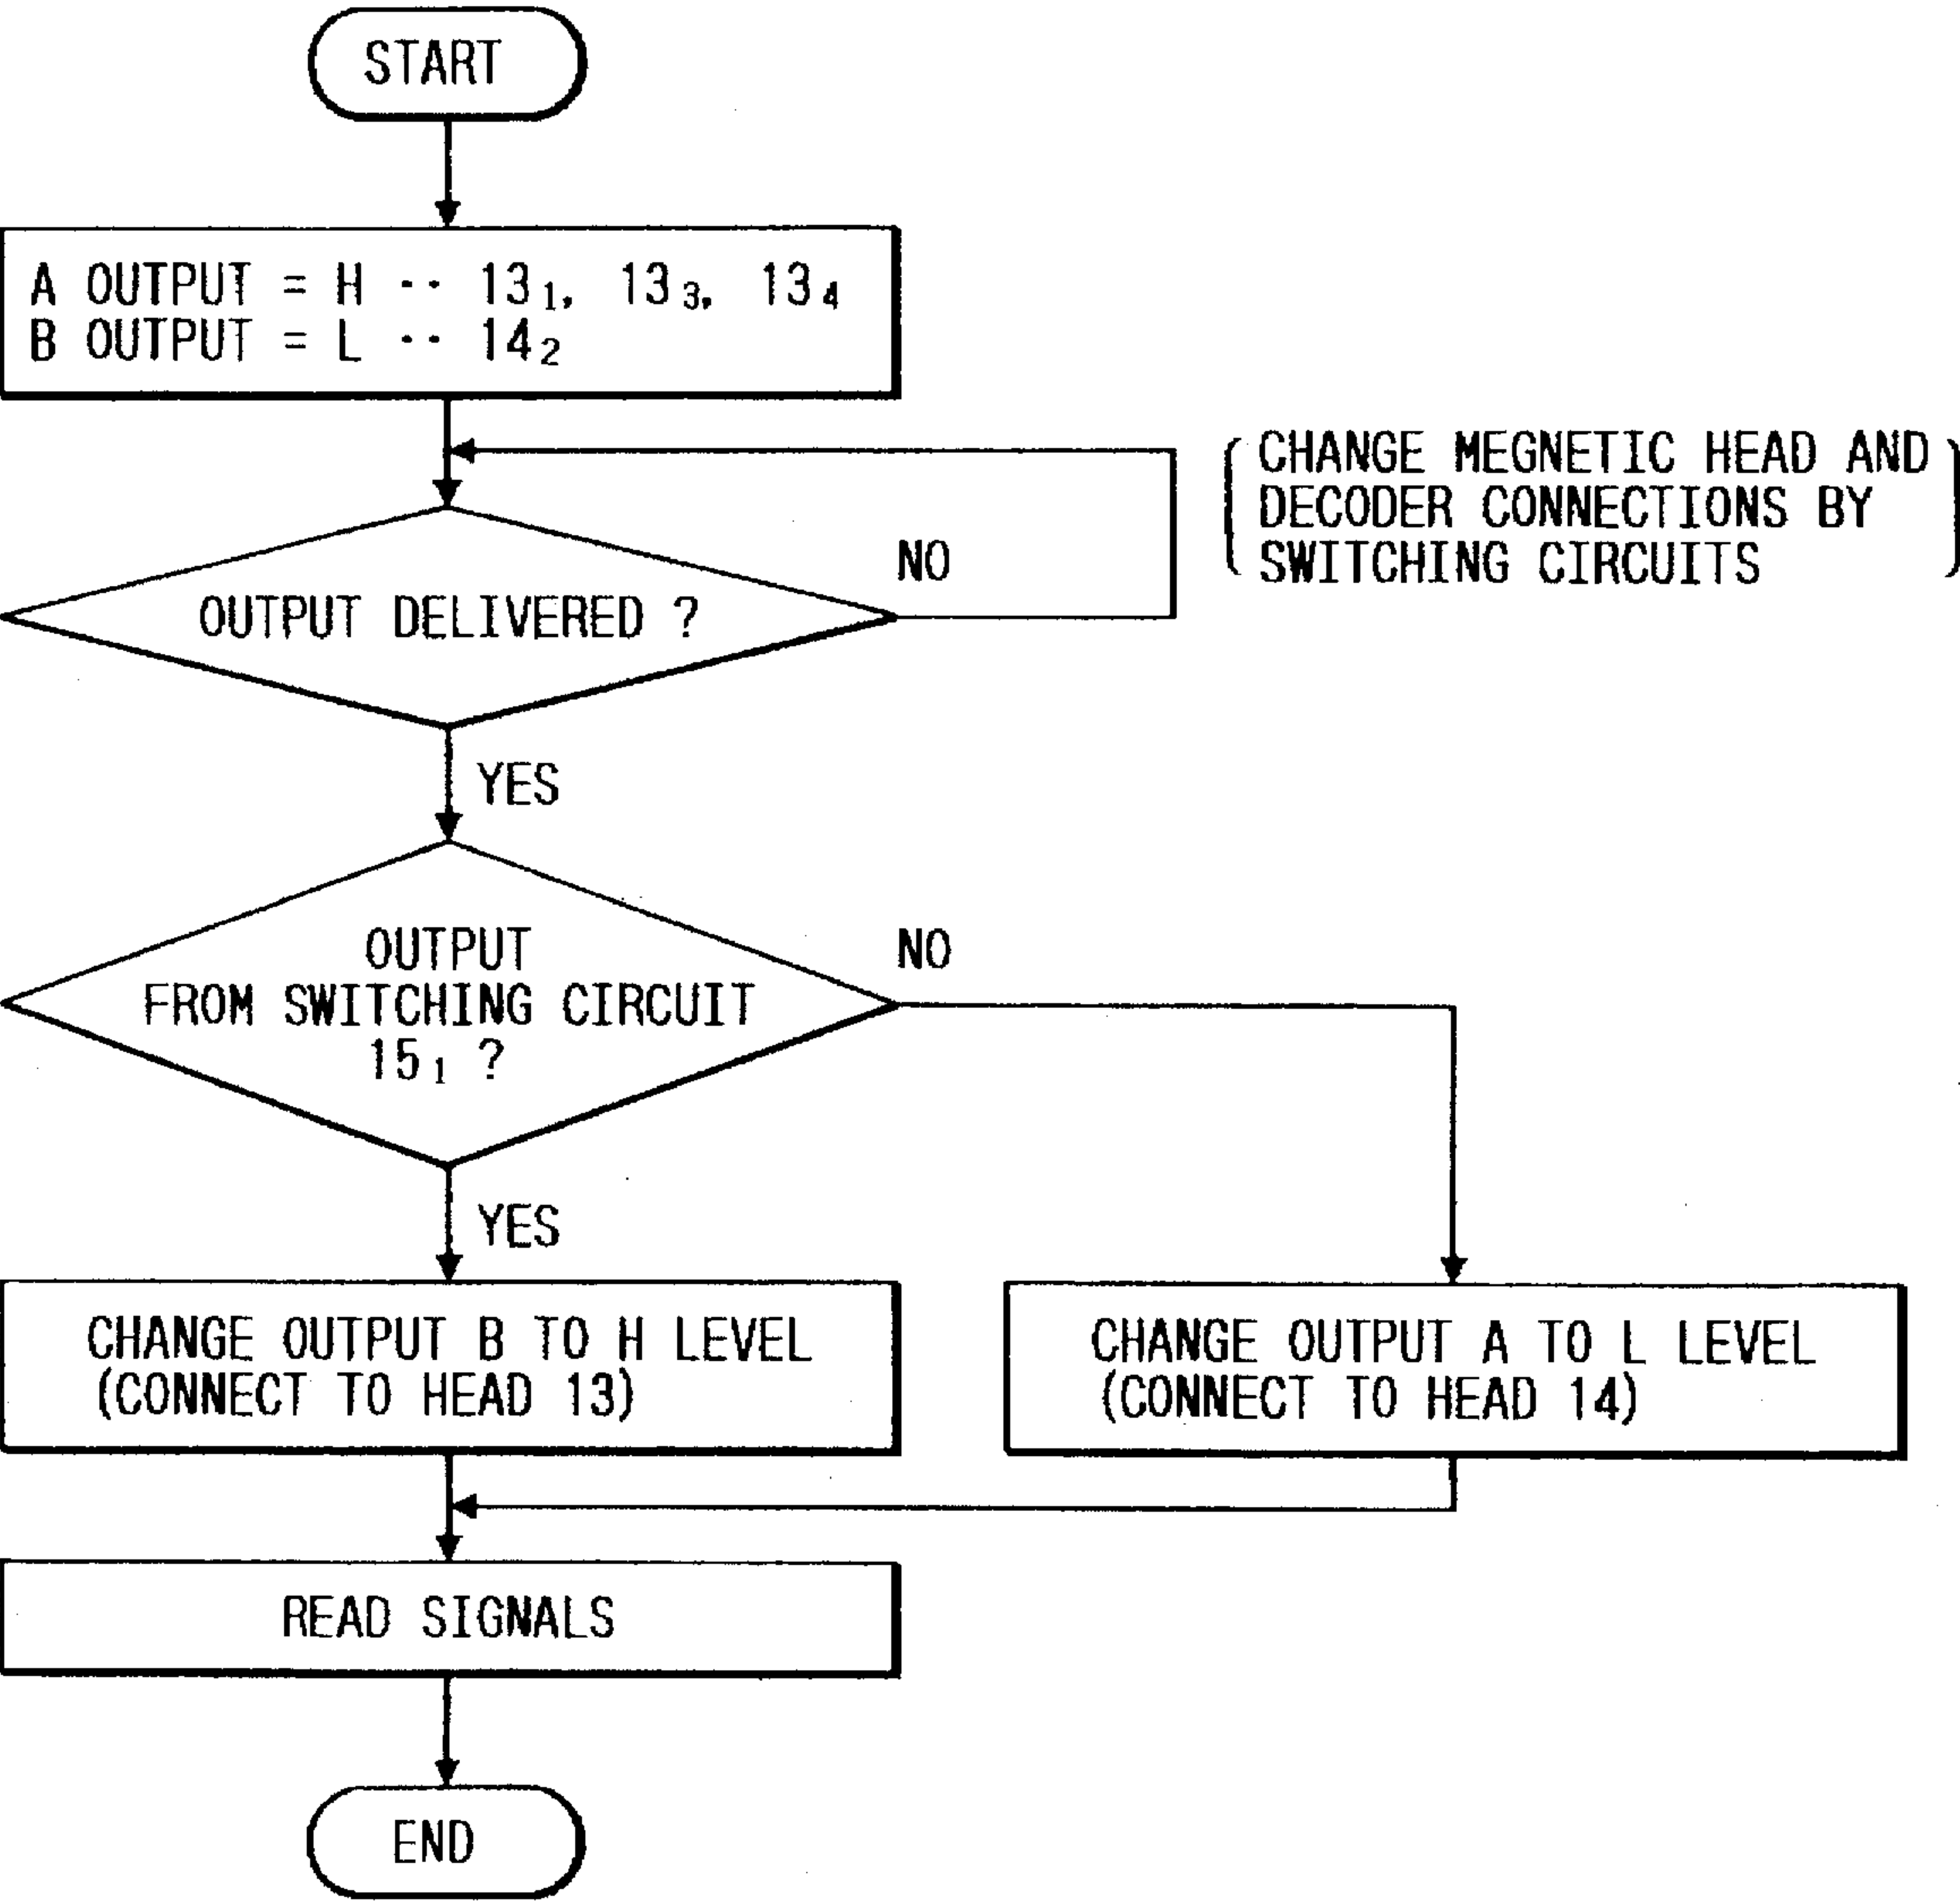 START
A OUTPUT = H -- 13₁, 13₃, 13₄
B OUTPUT = L -- 14₂
CHANGE MEGNETIC HEAD AND
DECODER CONNECTIONS BY
SWITCHING CIRCUITS
NO
OUTPUT DELIVERED ?
YES
OUTPUT
FROM SWITCHING CIRCUIT
15₁ ?
NO
YES
CHANGE OUTPUT B TO H LEVEL
(CONNECT TO HEAD 13)
CHANGE OUTPUT A TO L LEVEL
(CONNECT TO HEAD 14)
READ SIGNALS
END